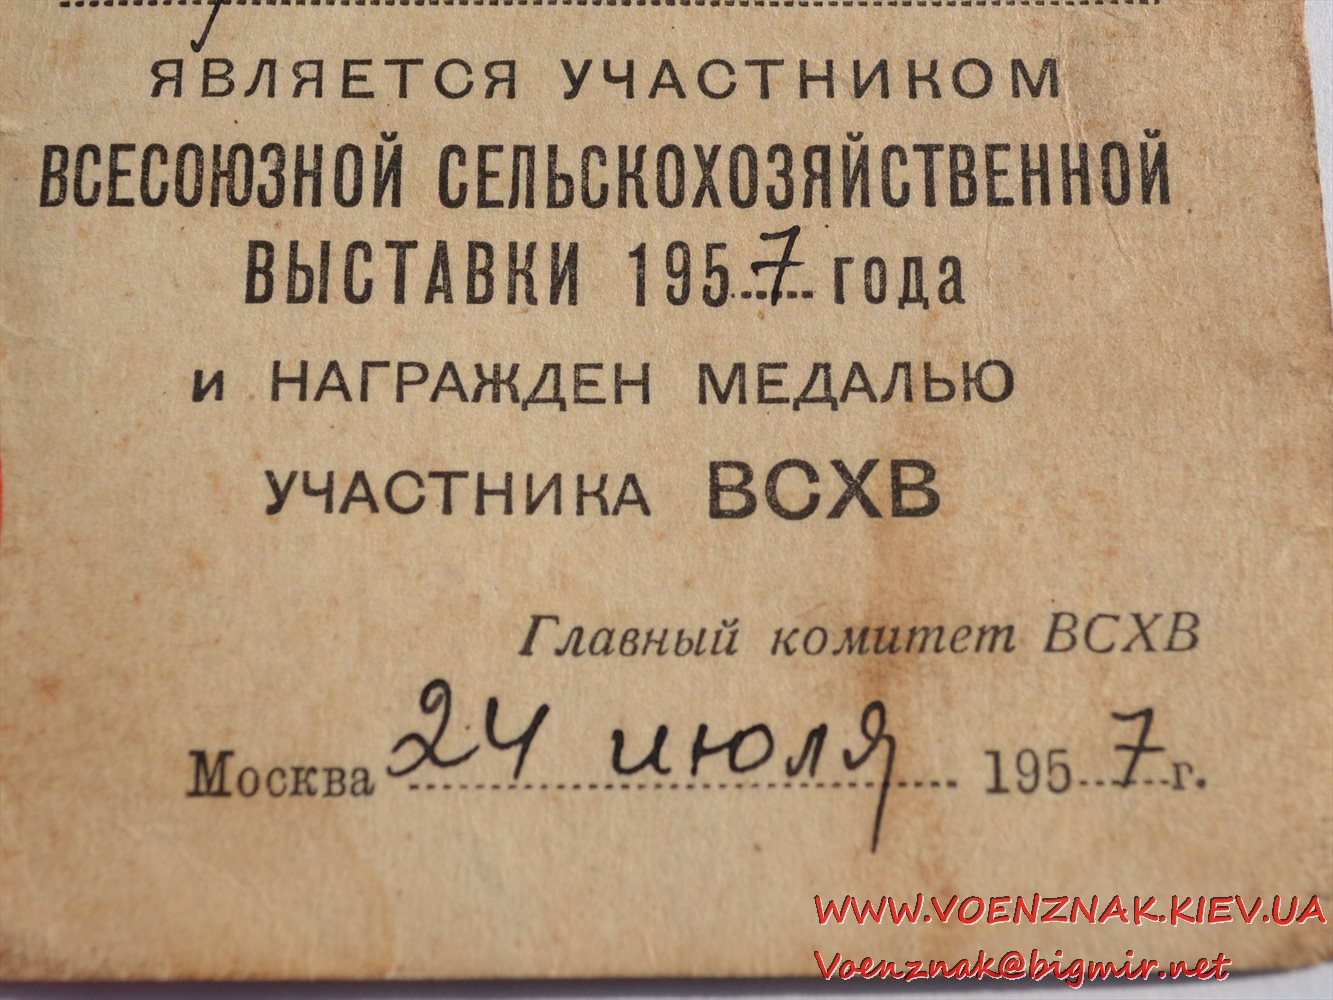 ЯВЛЯЕТСЯ УЧАСТНИКОМ
ВСЕСОЮЗНОЙ СЕЛЬСКОХОЗЯЙСТВЕННОЙ
ВЫСТАВКИ 1957 года
и НАГРАЖДЕН МЕДАЛЬЮ
УЧАСТНИКА ВСХВ
Главный комитет ВСХВ
Москва 24 июля 1957 г.
WWW.VOENZNAK.KIEV.UA
Voenznak@bigmir.net